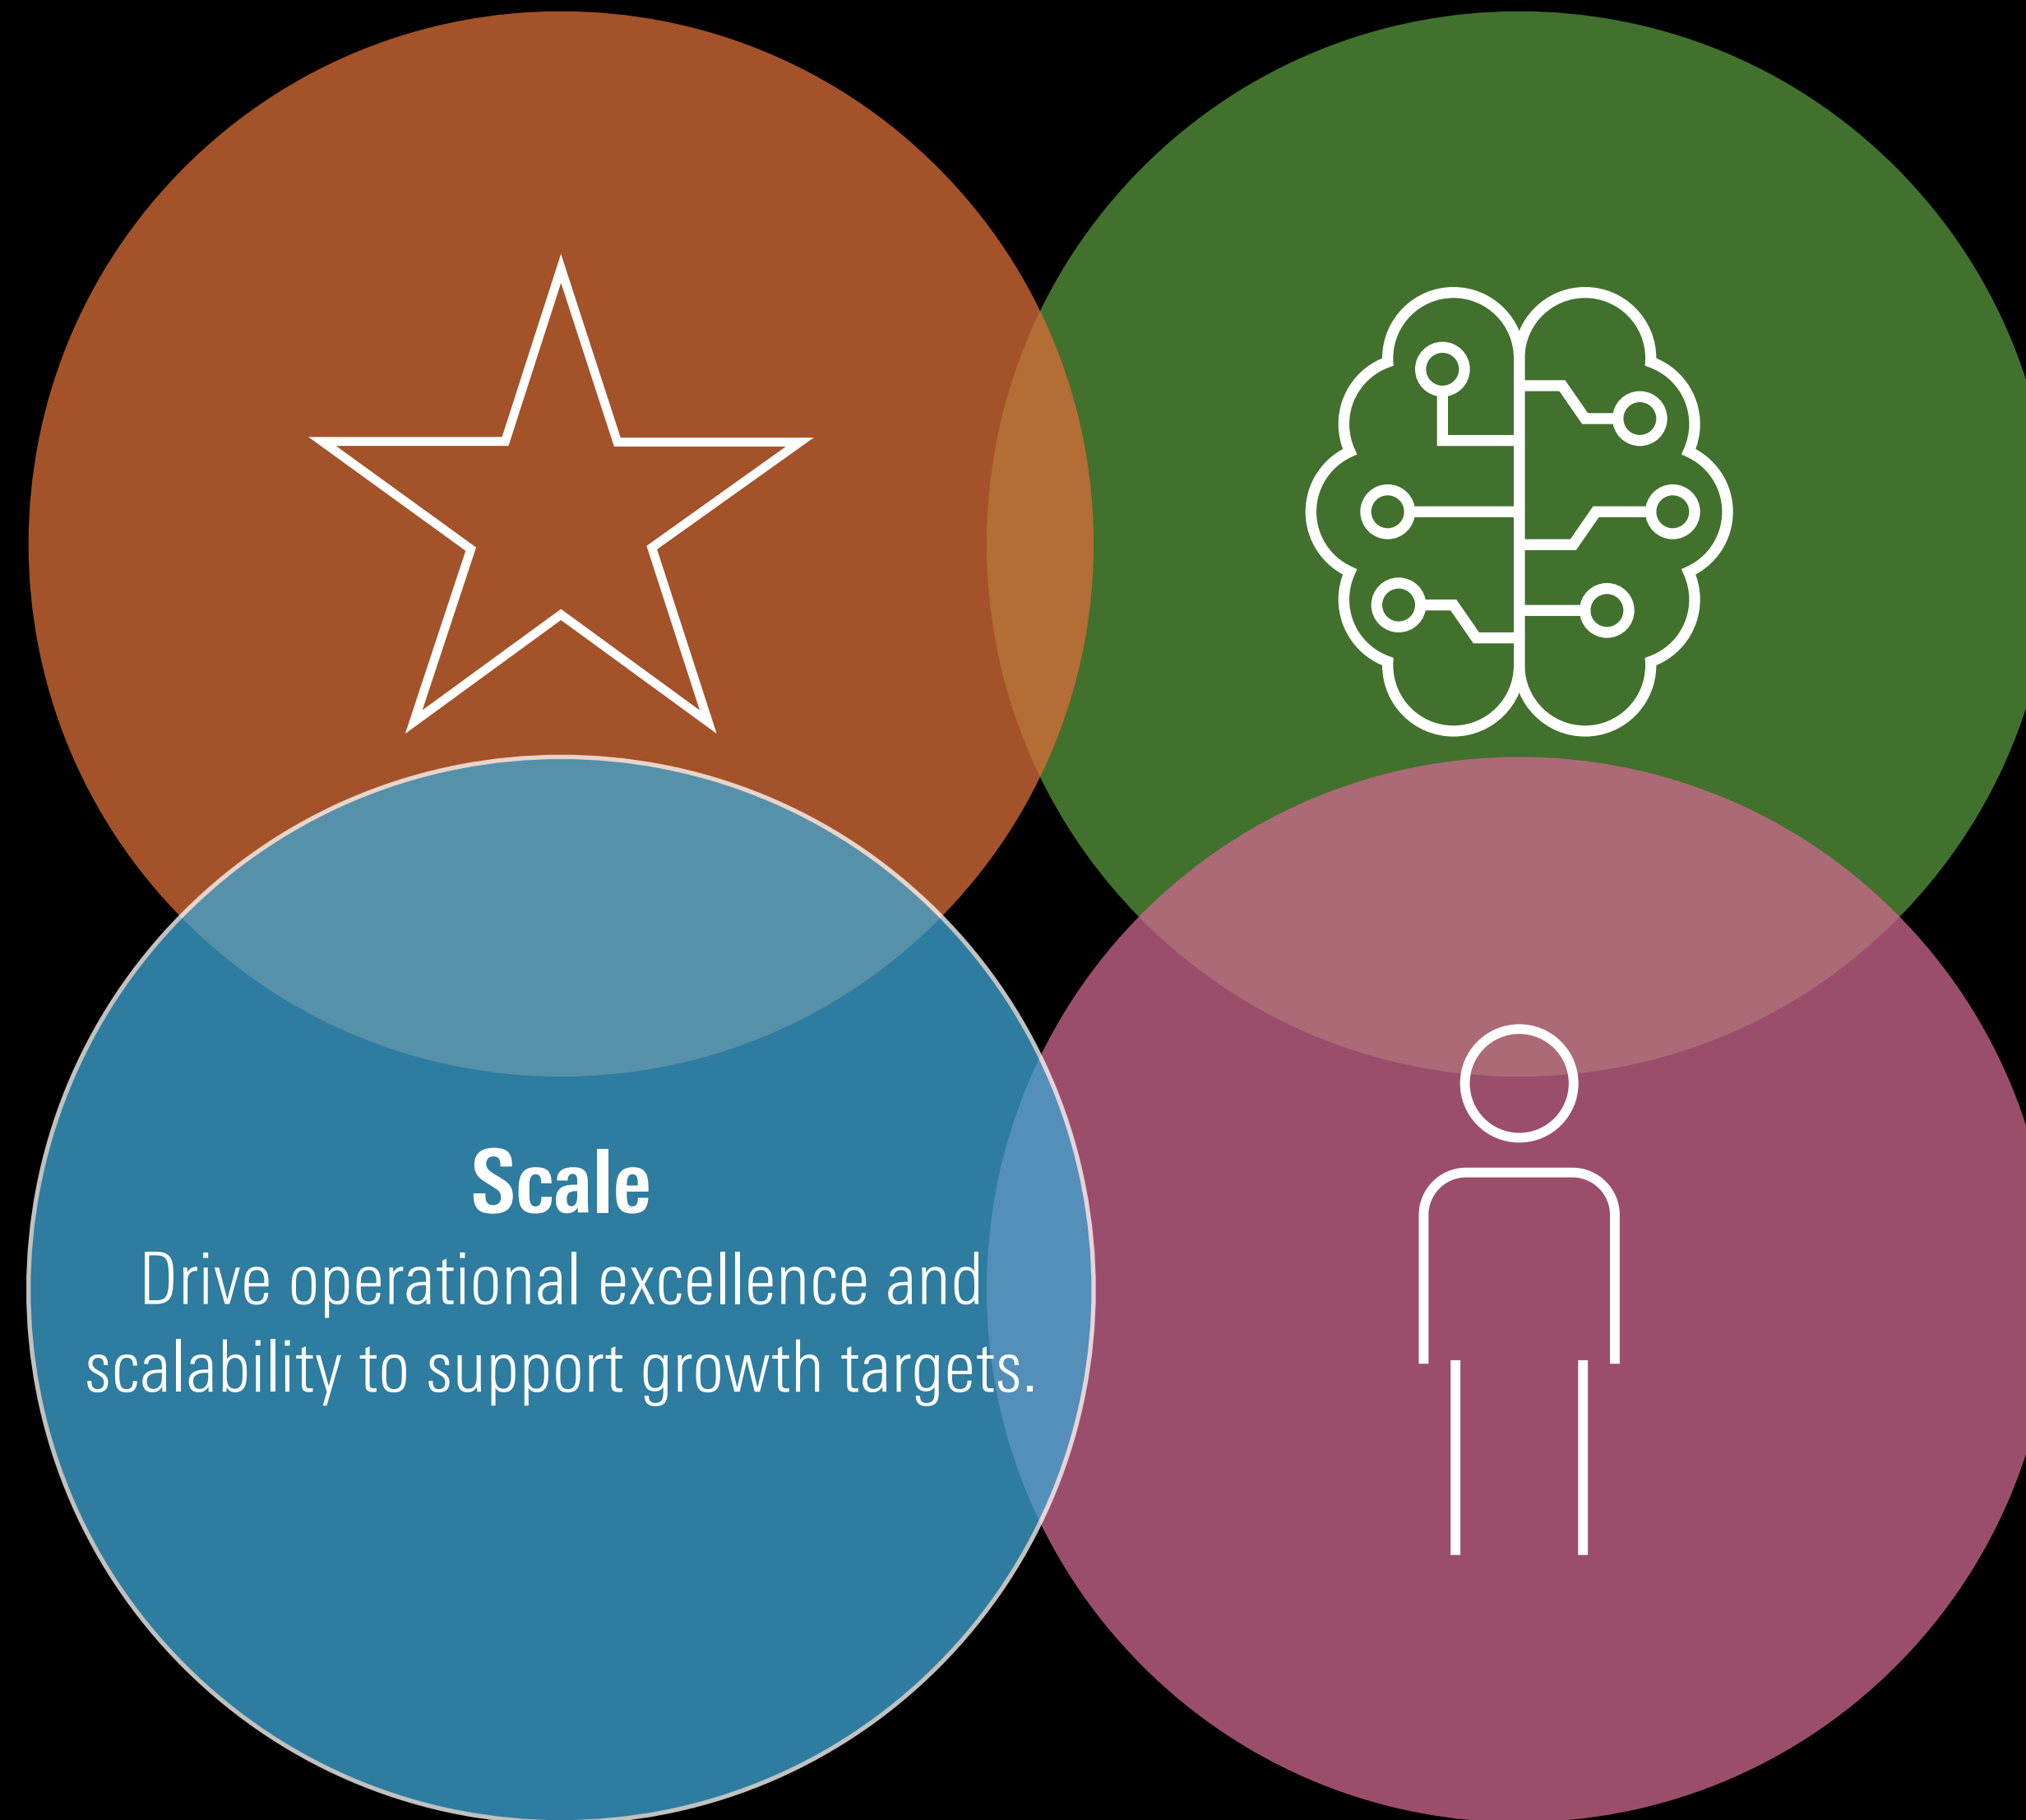 Scale
Drive operational excellence and
scalability to support growth targets.